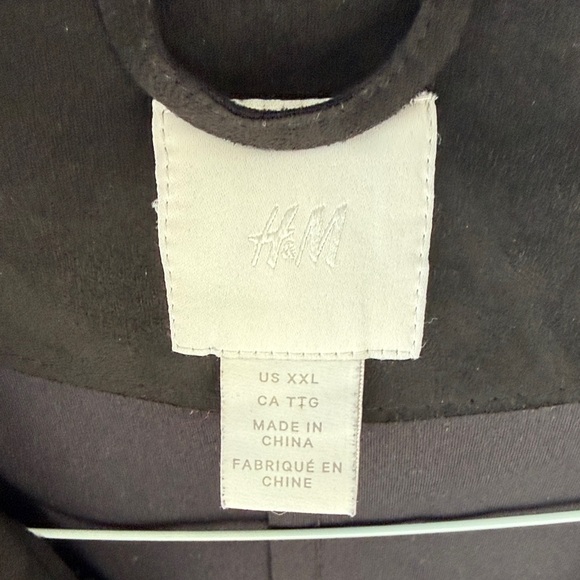 H&M
US XXL
CA TTG
MADE IN
CHINA
FABRIQUÉ EN
CHINE